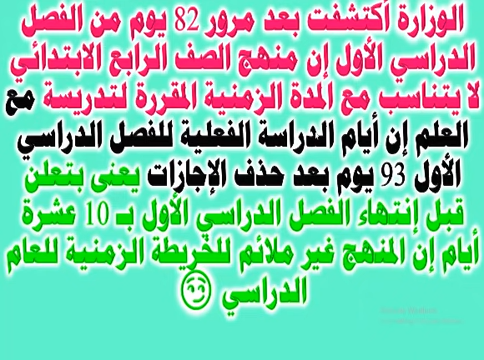 الوزارة أكتشفت بعد مرور 82 يوم من الفصل
الدراسي الأول إن منهج الصف الرابع الابتدائي
لا يتناسب مع المدة الزمنية المقررة لتدريسة مع
العلم إن أيام الدراسة الفعلية للفصل الدراسي
الأول 93 يوم بعد حذف الإجازات يعنى بتعلن
قبل إنتهاء الفصل الدراسي الأول بـ 10 عشرة
أيام إن المنهج غير ملائم للخريطة الزمنية للعام
الدراسي 😉